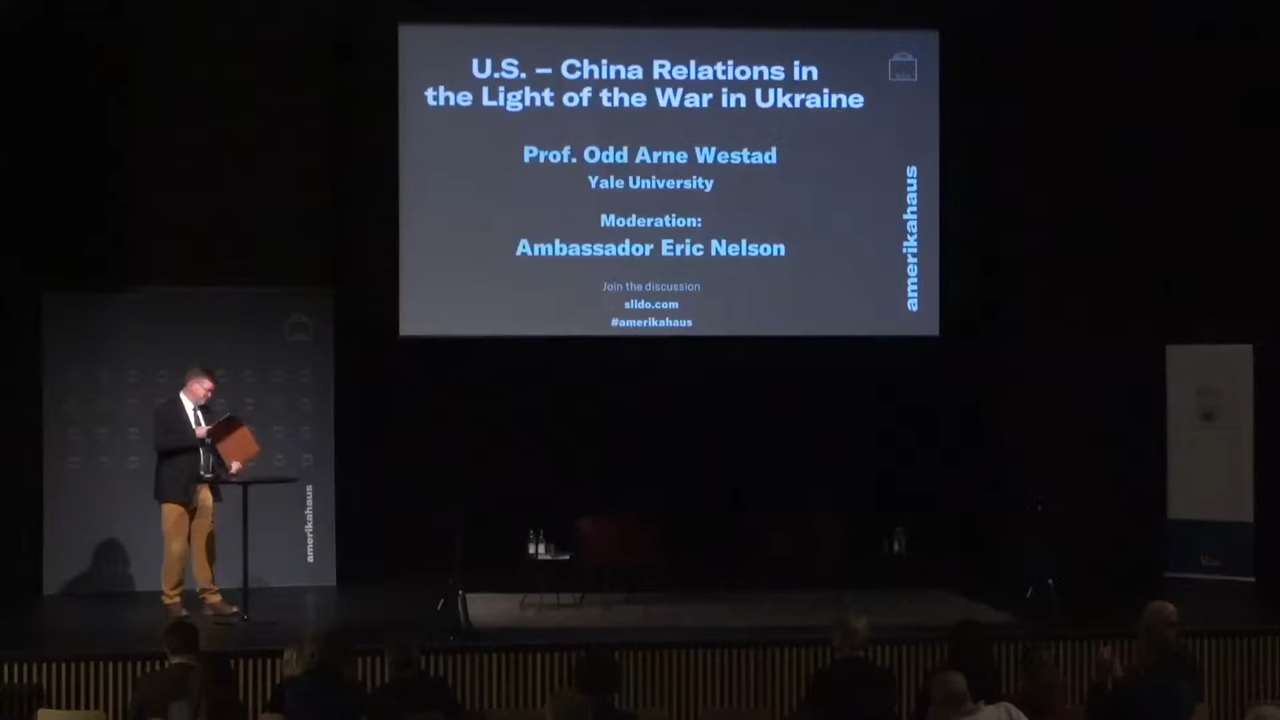 U.S. – China Relations in
the Light of the War in Ukraine
Prof. Odd Arne Westad
Yale University
Moderation:
Ambassador Eric Nelson
Join the discussion
slido.com
#amerikahaus
amerikahaus
amerikahaus